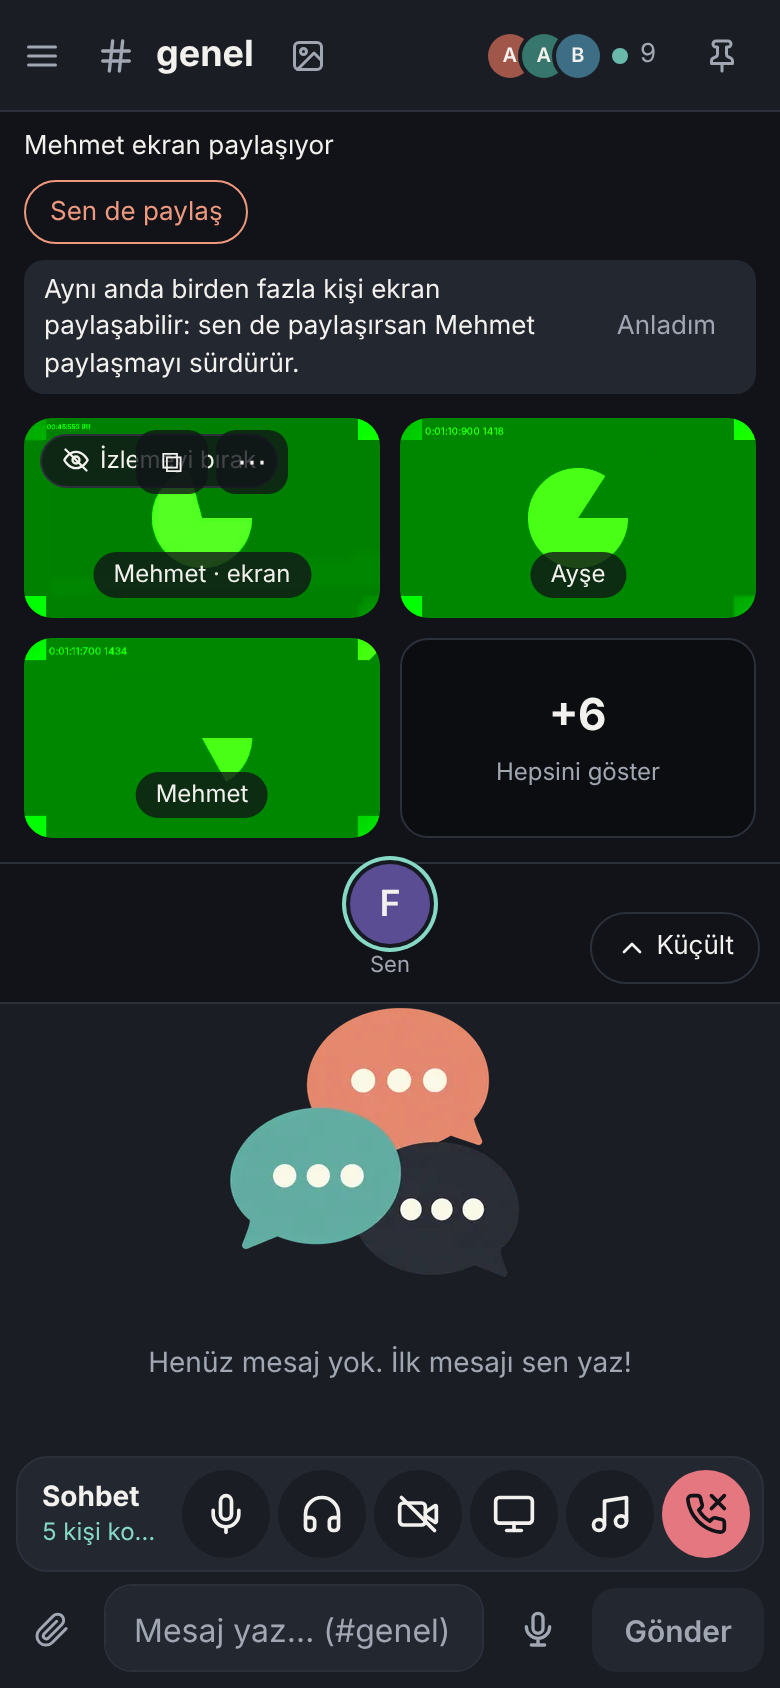 # genel
A A B 9
Mehmet ekran paylaşıyor
Sen de paylaş
Aynı anda birden fazla kişi ekran
paylaşabilir: sen de paylaşırsan Mehmet
paylaşmayı sürdürür.
Anladım
İzlemeyi bırak
Mehmet · ekran
0:01:10:900 1418
Ayşe
0:01:11:700 1434
Mehmet
+6
Hepsini göster
F
Sen
Küçült
Henüz mesaj yok. İlk mesajı sen yaz!
Sohbet
5 kişi ko...
Mesaj yaz... (#genel)
Gönder